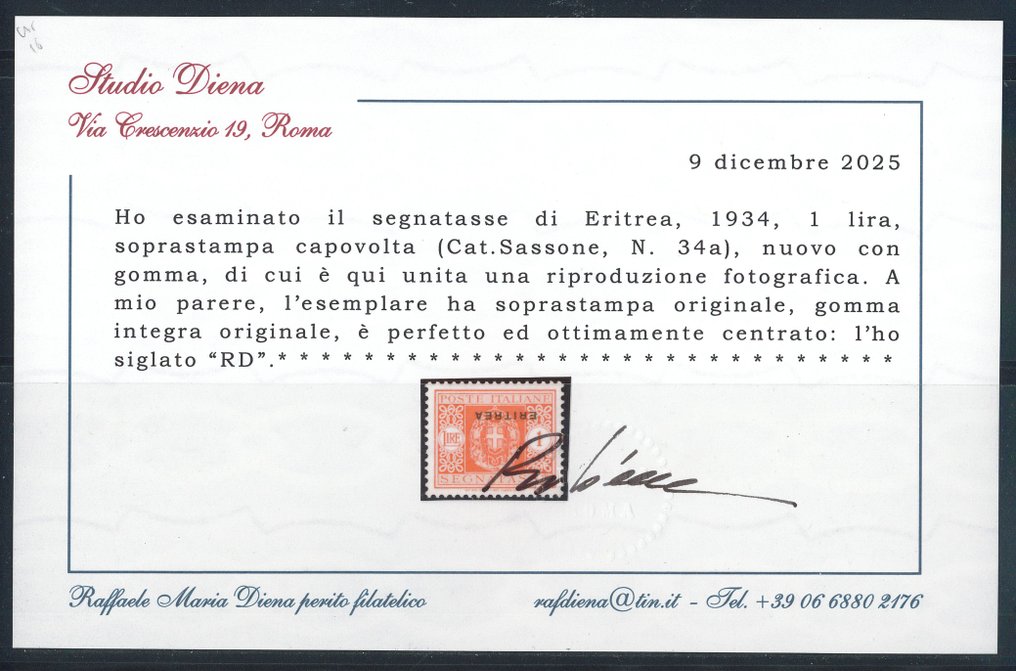 Studio Diena
Via Crescenzio 19, Roma
9 dicembre 2025
Ho esaminato il segnatasse di Eritrea, 1934, 1 lira,
soprastampa capovolta (Cat.Sassone, N. 34a), nuovo con
gomma, di cui è qui unita una riproduzione fotografica. A
mio parere, l’esemplare ha soprastampa originale, gomma
integra originale, è perfetto ed ottimamente centrato: l’ho
siglato “RD”.* * * * * * * * * * * * * * * * * * * * * * * * * * * * * *
POSTE ITALIANE
ERITREA
LIRE 1
Raffaele Maria Diena perito filatelico
rafdiena@tin.it - Tel. +39 06 6880 2176